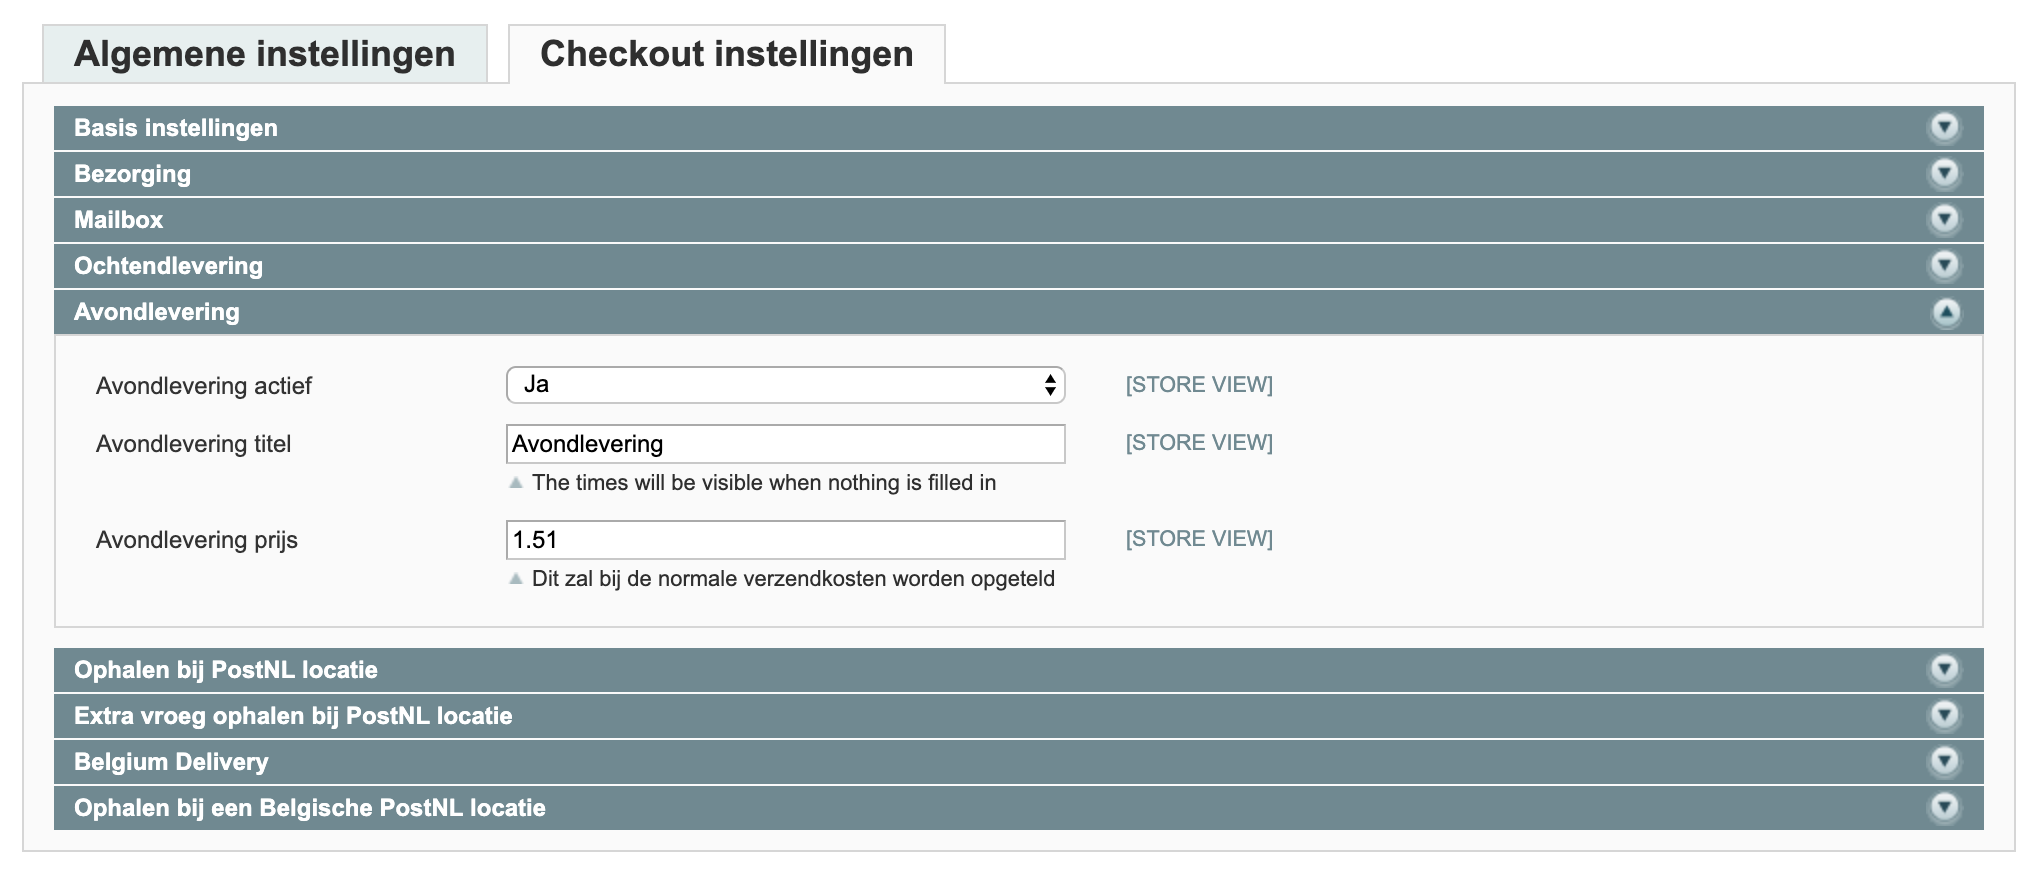 Algemene instellingen
Checkout instellingen
Basis instellingen
Bezorging
Mailbox
Ochtendlevering
Avondlevering
Avondlevering actief Ja [STORE VIEW]
Avondlevering titel Avondlevering [STORE VIEW]
The times will be visible when nothing is filled in
Avondlevering prijs 1.51 [STORE VIEW]
Dit zal bij de normale verzendkosten worden opgeteld
Ophalen bij PostNL locatie
Extra vroeg ophalen bij PostNL locatie
Belgium Delivery
Ophalen bij een Belgische PostNL locatie